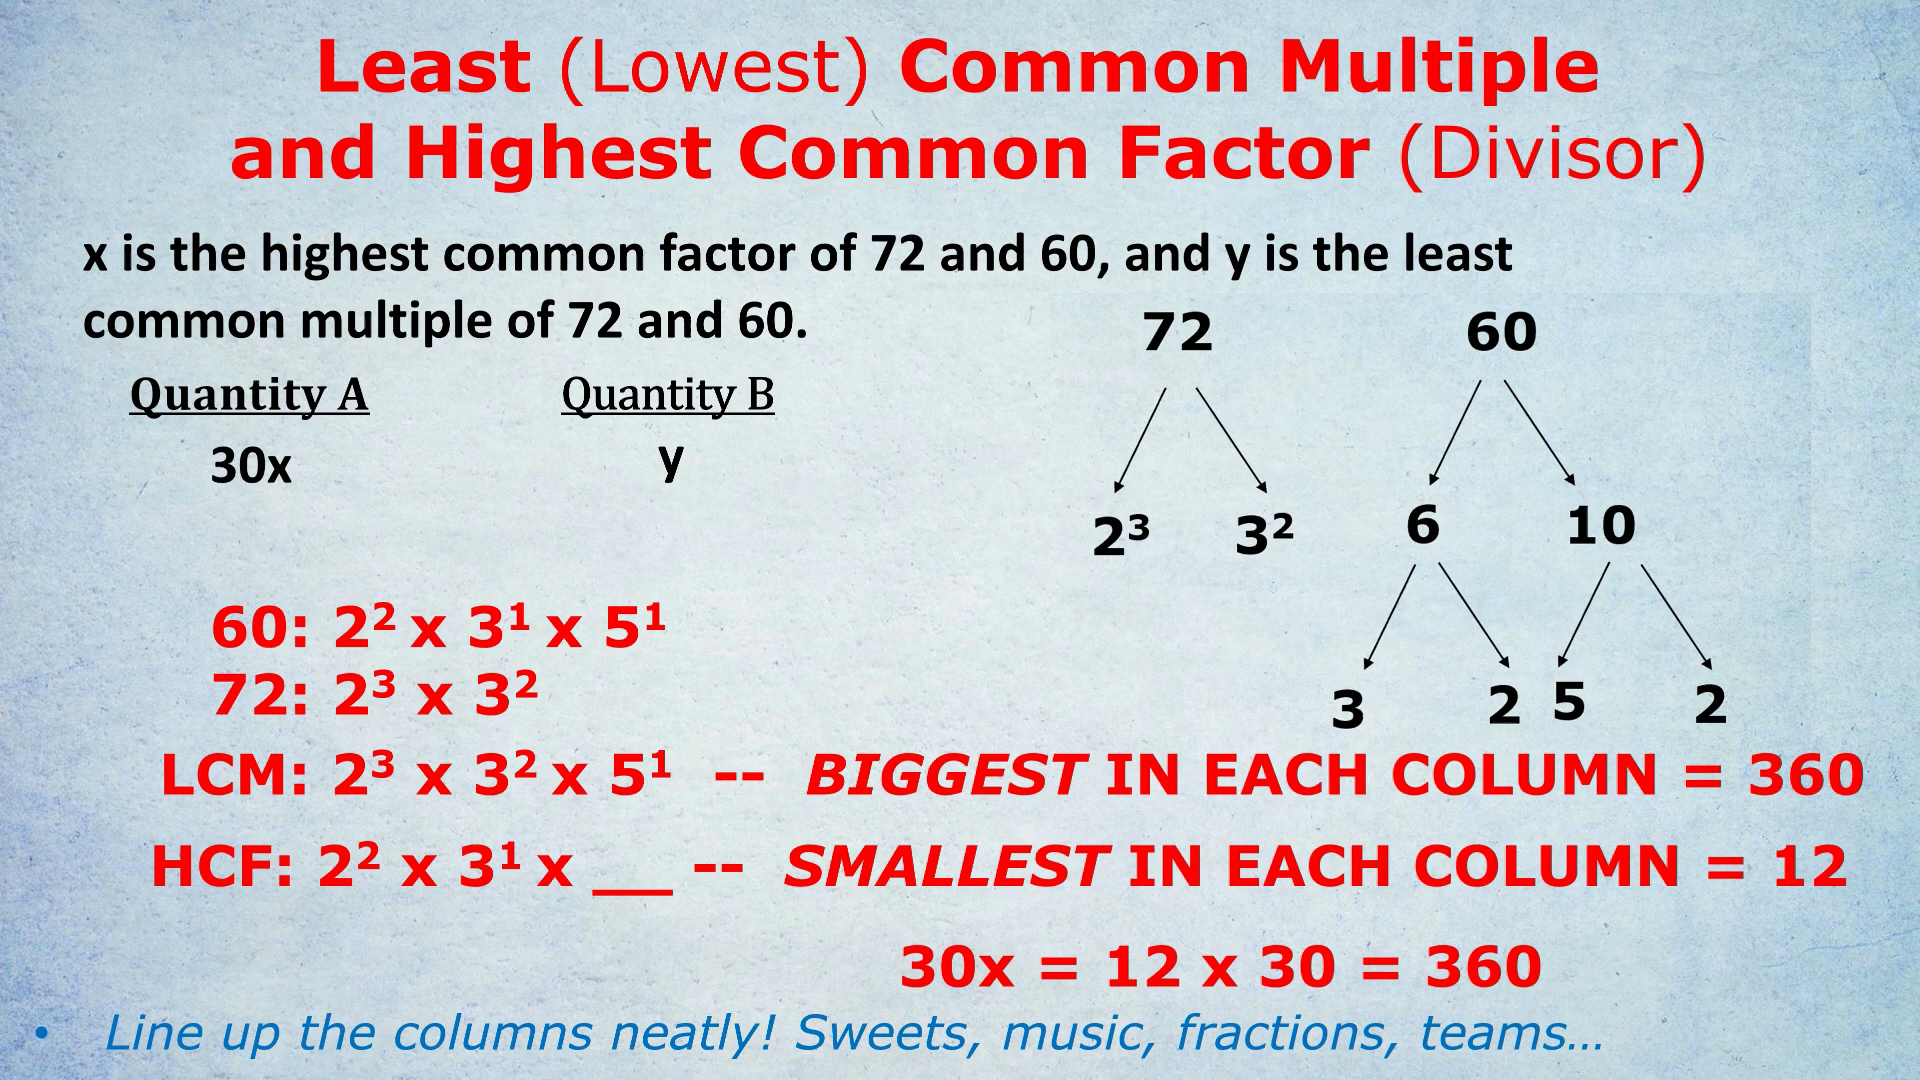 Least (Lowest) Common Multiple
and Highest Common Factor (Divisor)
x is the highest common factor of 72 and 60, and y is the least
common multiple of 72 and 60.
Quantity A Quantity B
30x y
72 60
2³ 3² 6 10
3 2 5 2
60: 2² x 3¹ x 5¹
72: 2³ x 3²
LCM: 2³ x 3² x 5¹ -- BIGGEST IN EACH COLUMN = 360
HCF: 2² x 3¹ x __ -- SMALLEST IN EACH COLUMN = 12
30x = 12 x 30 = 360
• Line up the columns neatly! Sweets, music, fractions, teams…